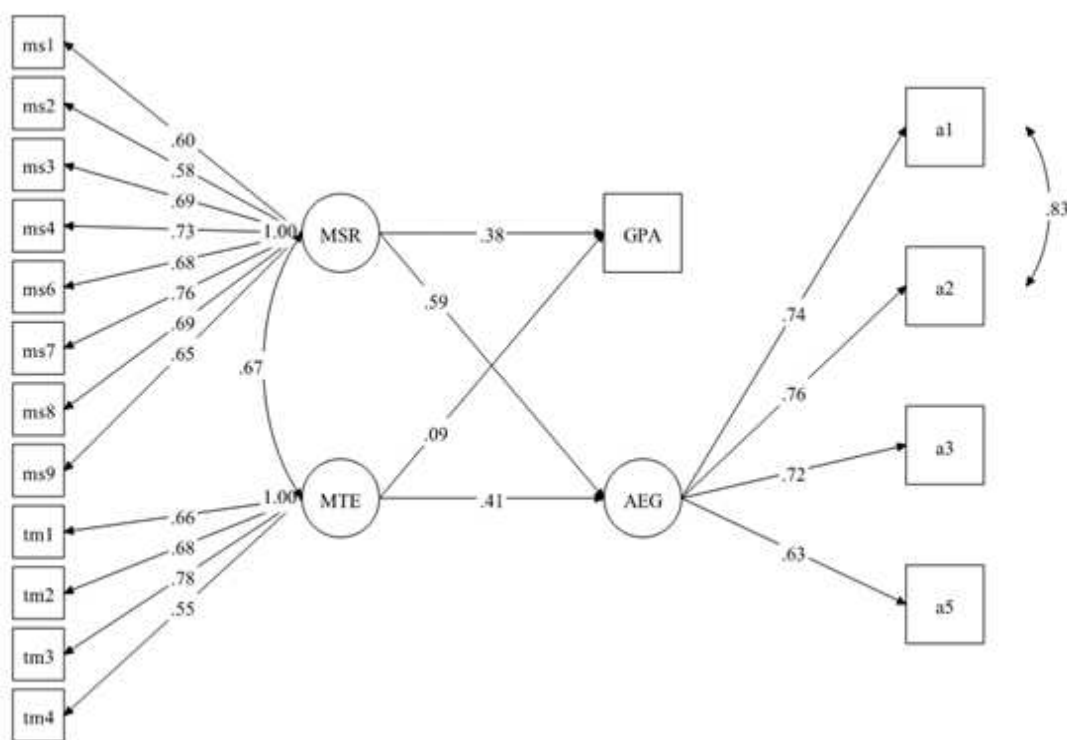 ms1
ms2
ms3
ms4
ms6
ms7
ms8
ms9
tm1
tm2
tm3
tm4
.60
.58
.69
.73
.68
.76
.69
.65
1.00
MSR
.67
1.00
MTE
.66
.68
.78
.55
.38
.59
.09
.41
GPA
AEG
.74
.76
.72
.63
a1
a2
a3
a5
.83